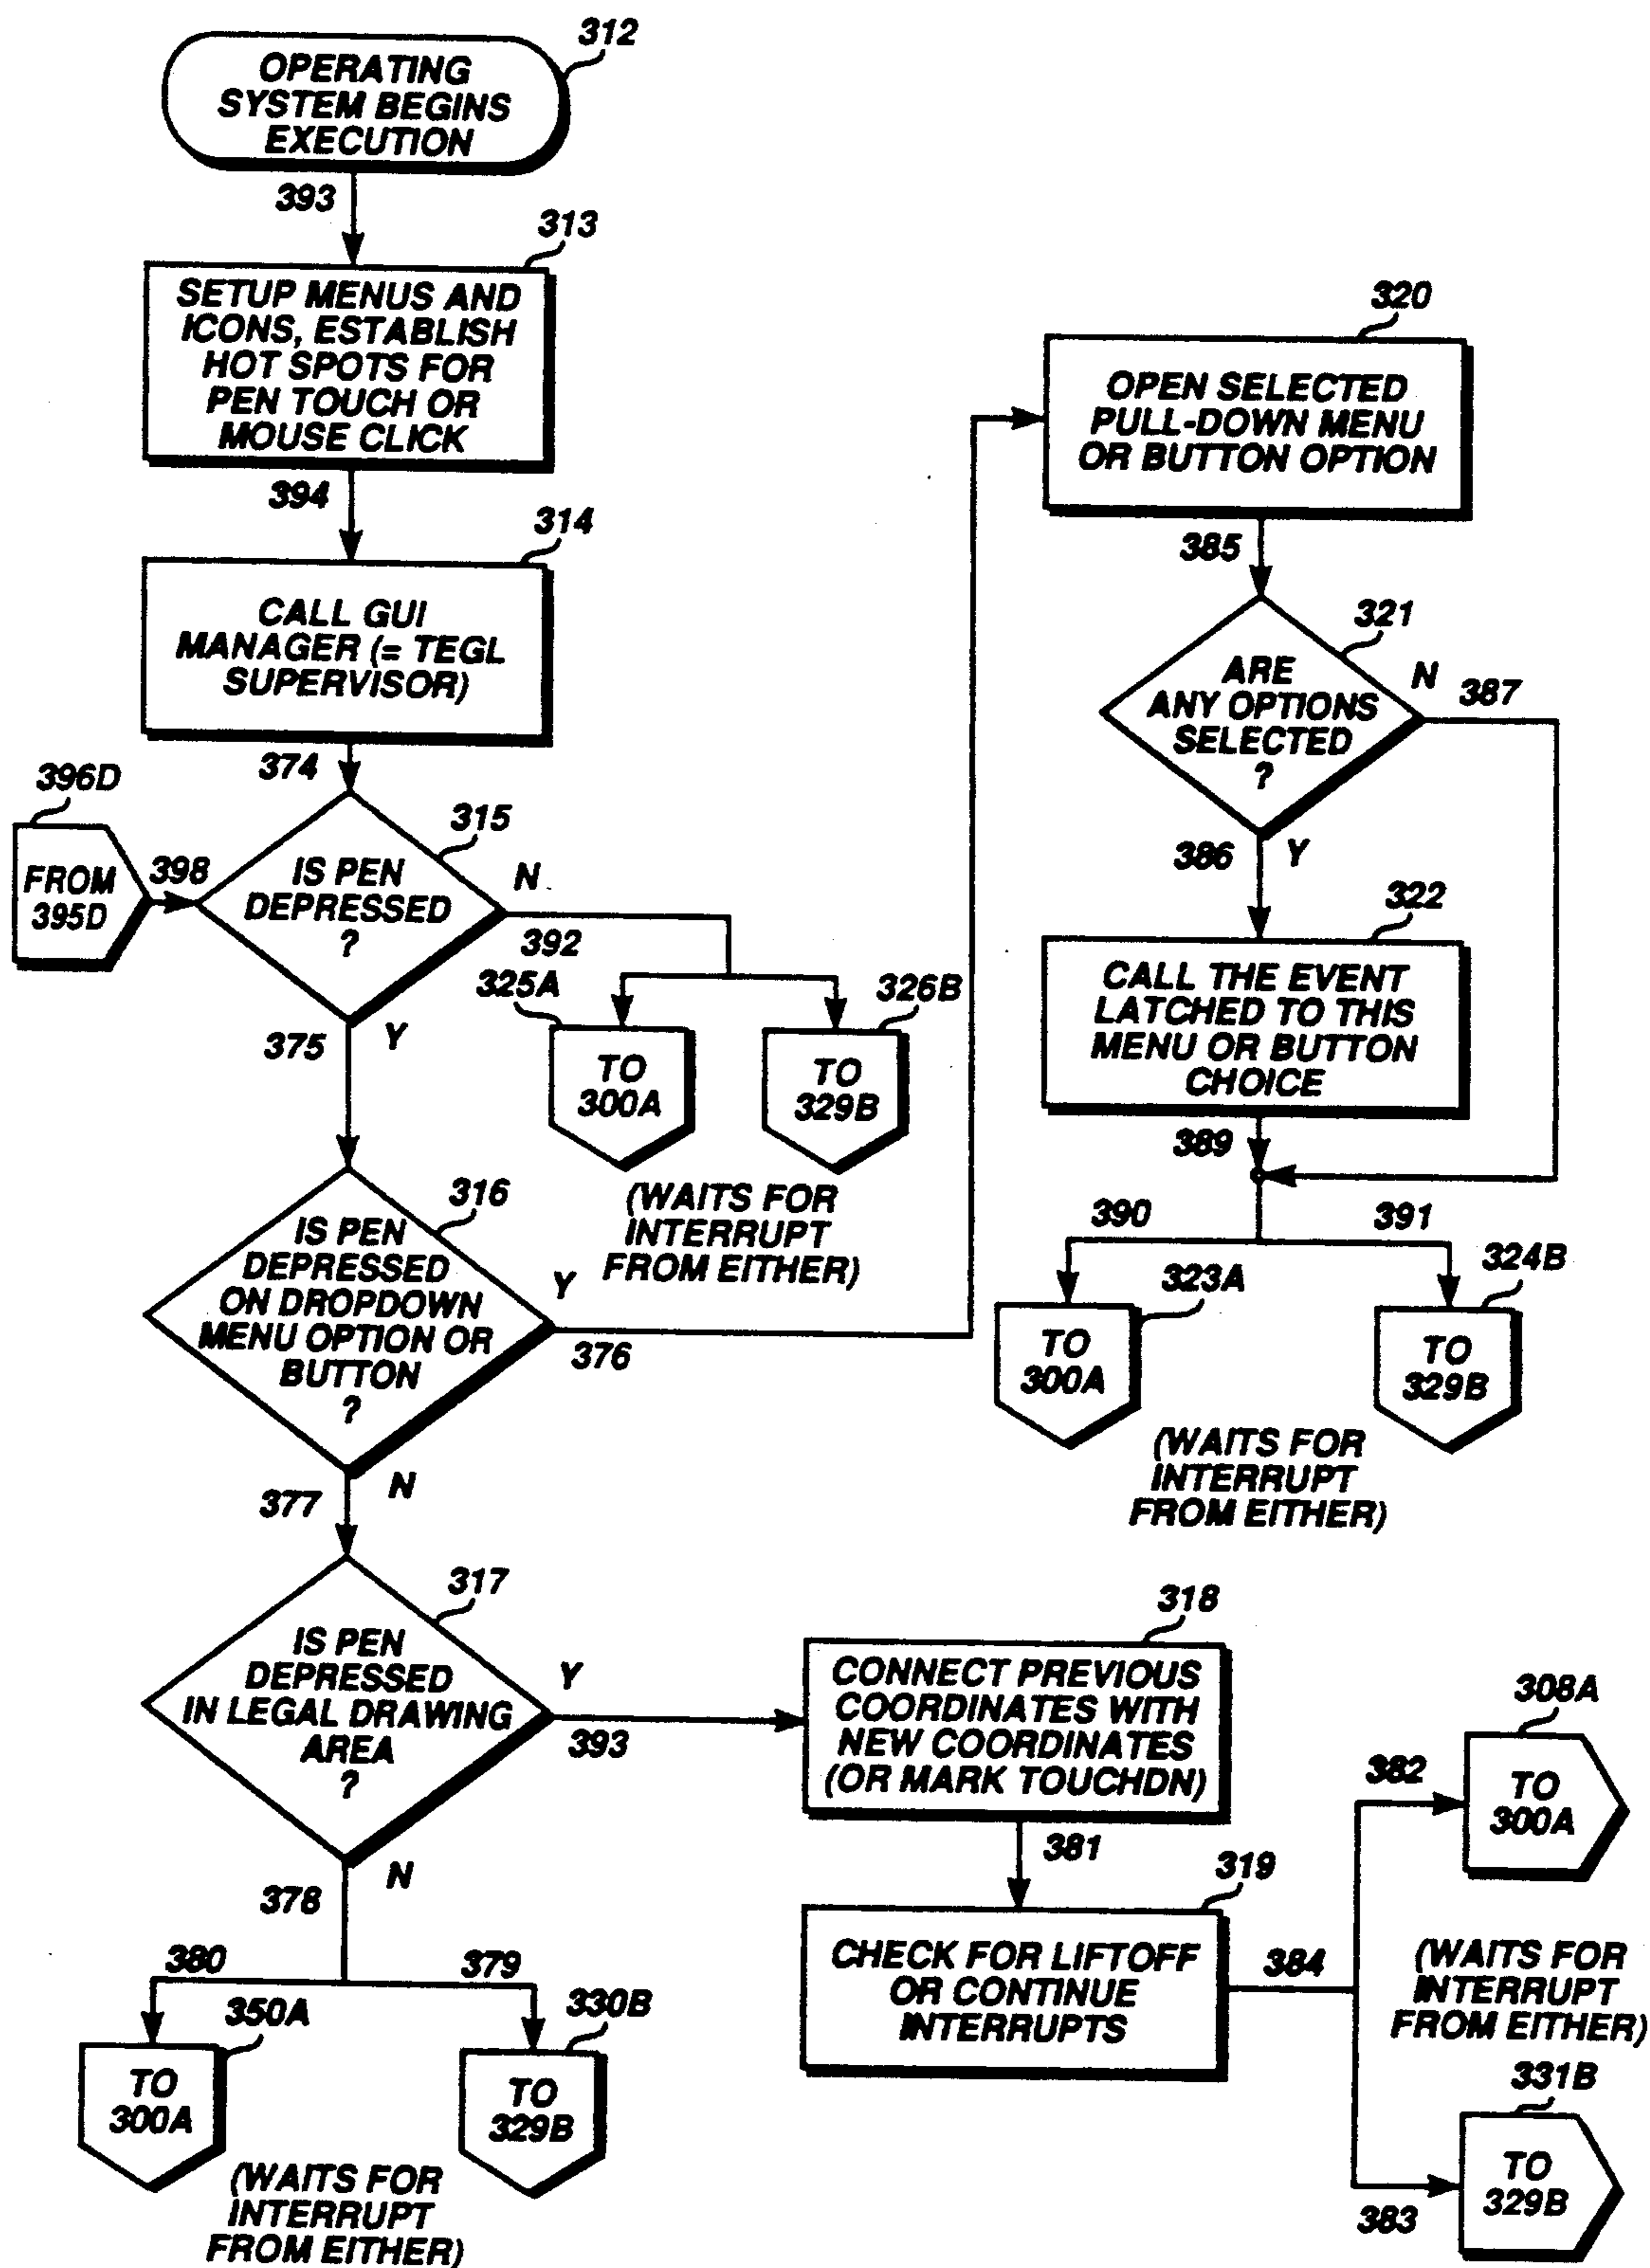 312
OPERATING
SYSTEM BEGINS
EXECUTION
393
313
SETUP MENUS AND
ICONS, ESTABLISH
HOT SPOTS FOR
PEN TOUCH OR
MOUSE CLICK
394
314
CALL GUI
MANAGER (= TEGL
SUPERVISOR)
374
396D
FROM
395D
398
315
IS PEN
DEPRESSED
?
N
392
325A
TO
300A
326B
TO
329B
(WAITS FOR
INTERRUPT
FROM EITHER)
375
Y
316
IS PEN
DEPRESSED
ON DROPDOWN
MENU OPTION OR
BUTTON
?
Y
376
377
N
317
IS PEN
DEPRESSED
IN LEGAL DRAWING
AREA
?
Y
393
378
N
380
379
350A
TO
300A
330B
TO
329B
(WAITS FOR
INTERRUPT
FROM EITHER)
320
OPEN SELECTED
PULL-DOWN MENU
OR BUTTON OPTION
385
321
ARE
ANY OPTIONS
SELECTED
?
N
387
386
Y
322
CALL THE EVENT
LATCHED TO THIS
MENU OR BUTTON
CHOICE
389
390
391
323A
TO
300A
324B
TO
329B
(WAITS FOR
INTERRUPT
FROM EITHER)
318
CONNECT PREVIOUS
COORDINATES WITH
NEW COORDINATES
(OR MARK TOUCHDN)
381
319
CHECK FOR LIFTOFF
OR CONTINUE
INTERRUPTS
384
382
308A
TO
300A
(WAITS FOR
INTERRUPT
FROM EITHER)
383
331B
TO
329B